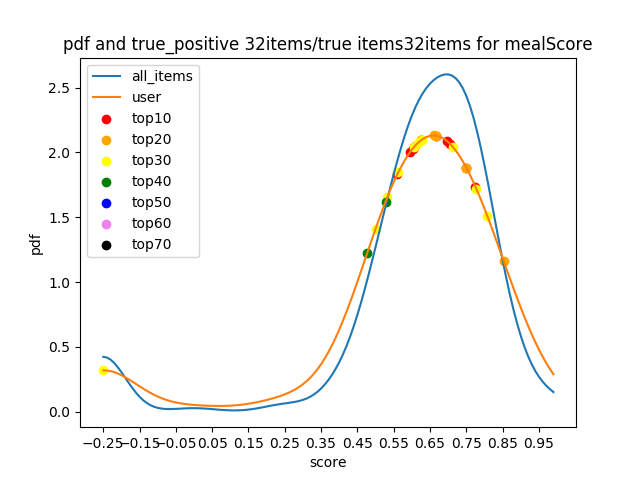 pdf and true_positive 32items/true items32items for mealScore
all_items
user
top10
top20
top30
top40
top50
top60
top70
pdf
2.5
2.0
1.5
1.0
0.5
0.0
−0.25 −0.15 −0.05 0.05 0.15 0.25 0.35 0.45 0.55 0.65 0.75 0.85 0.95
score